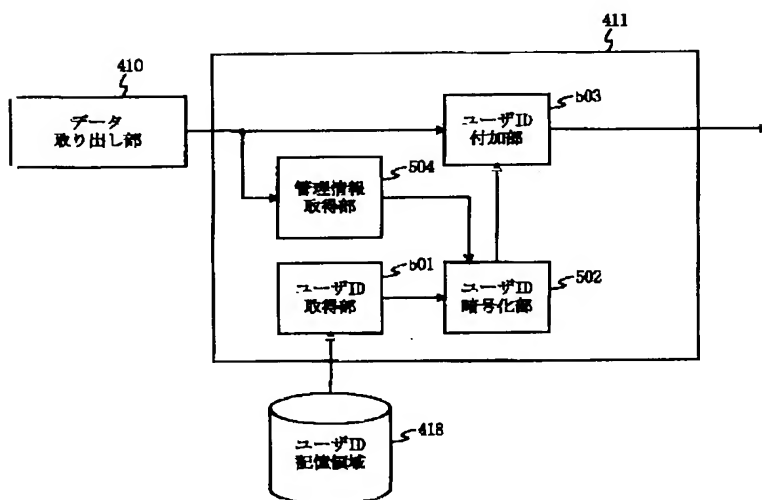 411
410
データ
取り出し部
503
ユーザID
付加部
504
管理情報
取得部
501
ユーザID
取得部
502
ユーザID
暗号化部
418
ユーザID
記憶領域